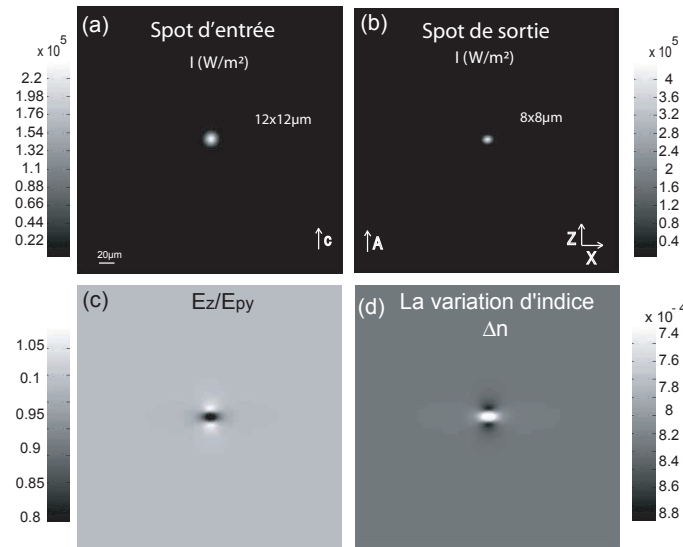 (a)
Spot d'entrée
I (W/m²)
12x12µm
20µm
c
x 10⁵
2.2
1.98
1.76
1.54
1.32
1.1
0.88
0.66
0.44
0.22
(b)
Spot de sortie
I (W/m²)
8x8µm
A
Z
X
x 10⁵
4
3.6
3.2
2.8
2.4
2
1.6
1.2
0.8
0.4
(c)
Ez/Epy
1.05
0.1
0.95
0.9
0.85
0.8
(d)
La variation d'indice
Δn
x 10⁻⁴
7.4
7.6
7.8
8
8.2
8.4
8.6
8.8